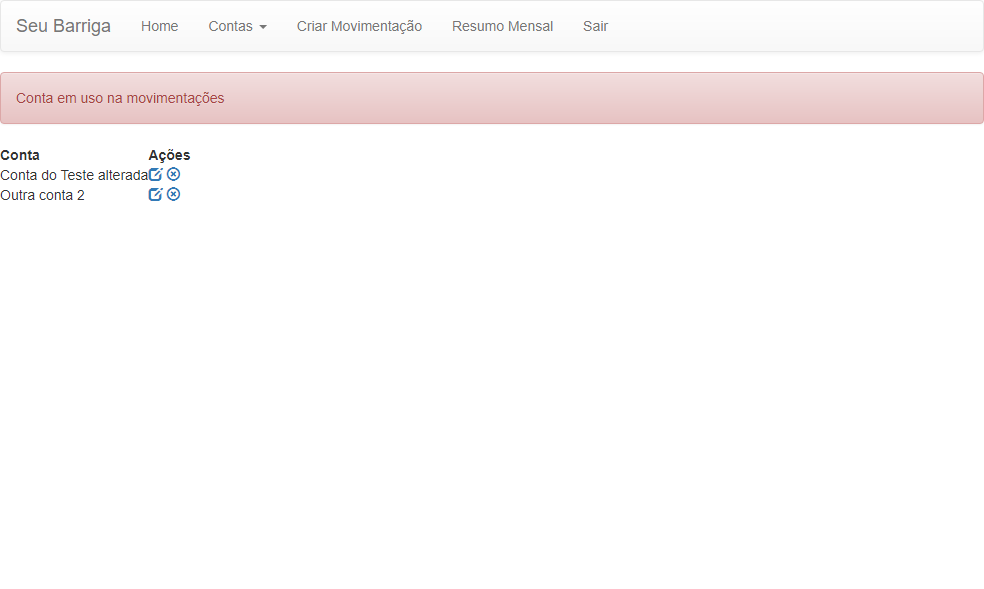 Seu Barriga Home Contas Criar Movimentação Resumo Mensal Sair
Conta em uso na movimentações
Conta Ações
Conta do Teste alterada
Outra conta 2